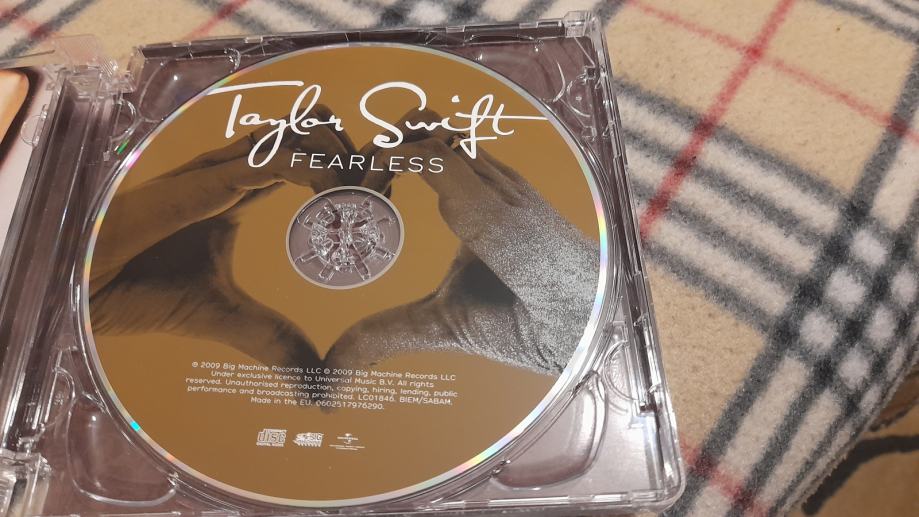 Taylor Swift
FEARLESS
℗ 2009 Big Machine Records LLC © 2009 Big Machine Records LLC
Under exclusive licence to Universal Music B.V. All rights
reserved. Unauthorised reproduction, copying, hiring, lending, public
performance and broadcasting prohibited. LC01846. BIEM/SABAM.
Made in the EU. 0602517976290.
disc